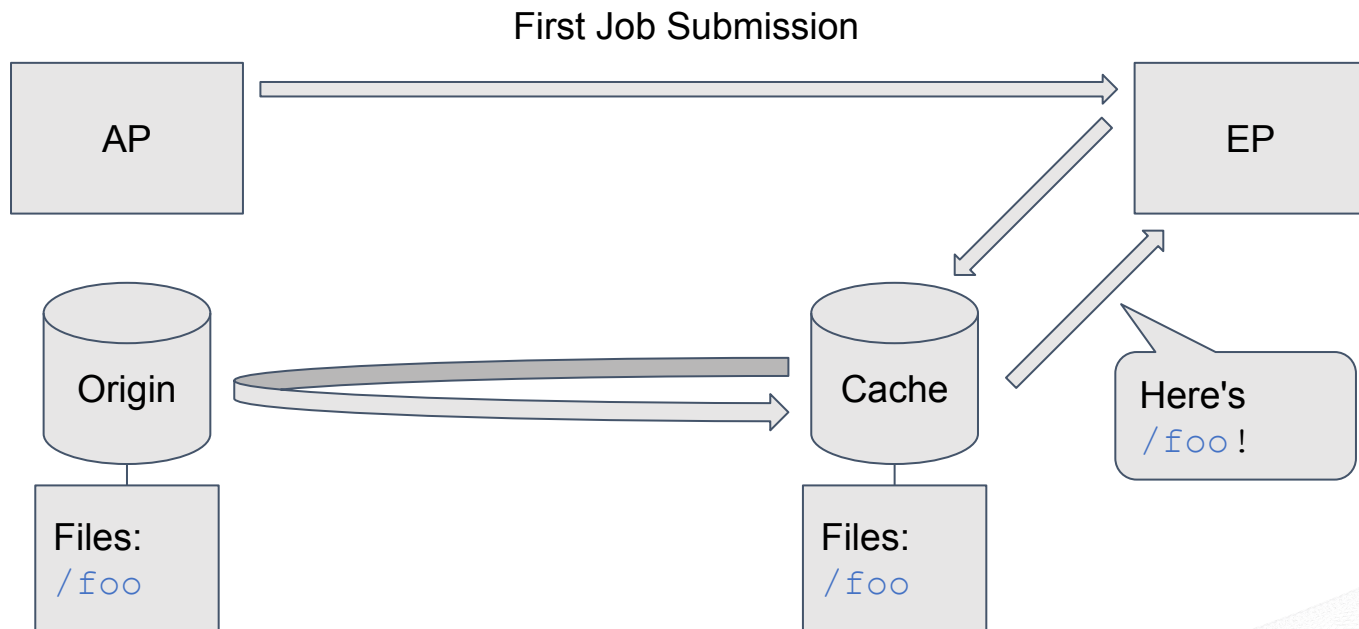 First Job Submission
AP
EP
Origin
Cache
Here's
/foo!
Files:
/foo
Files:
/foo